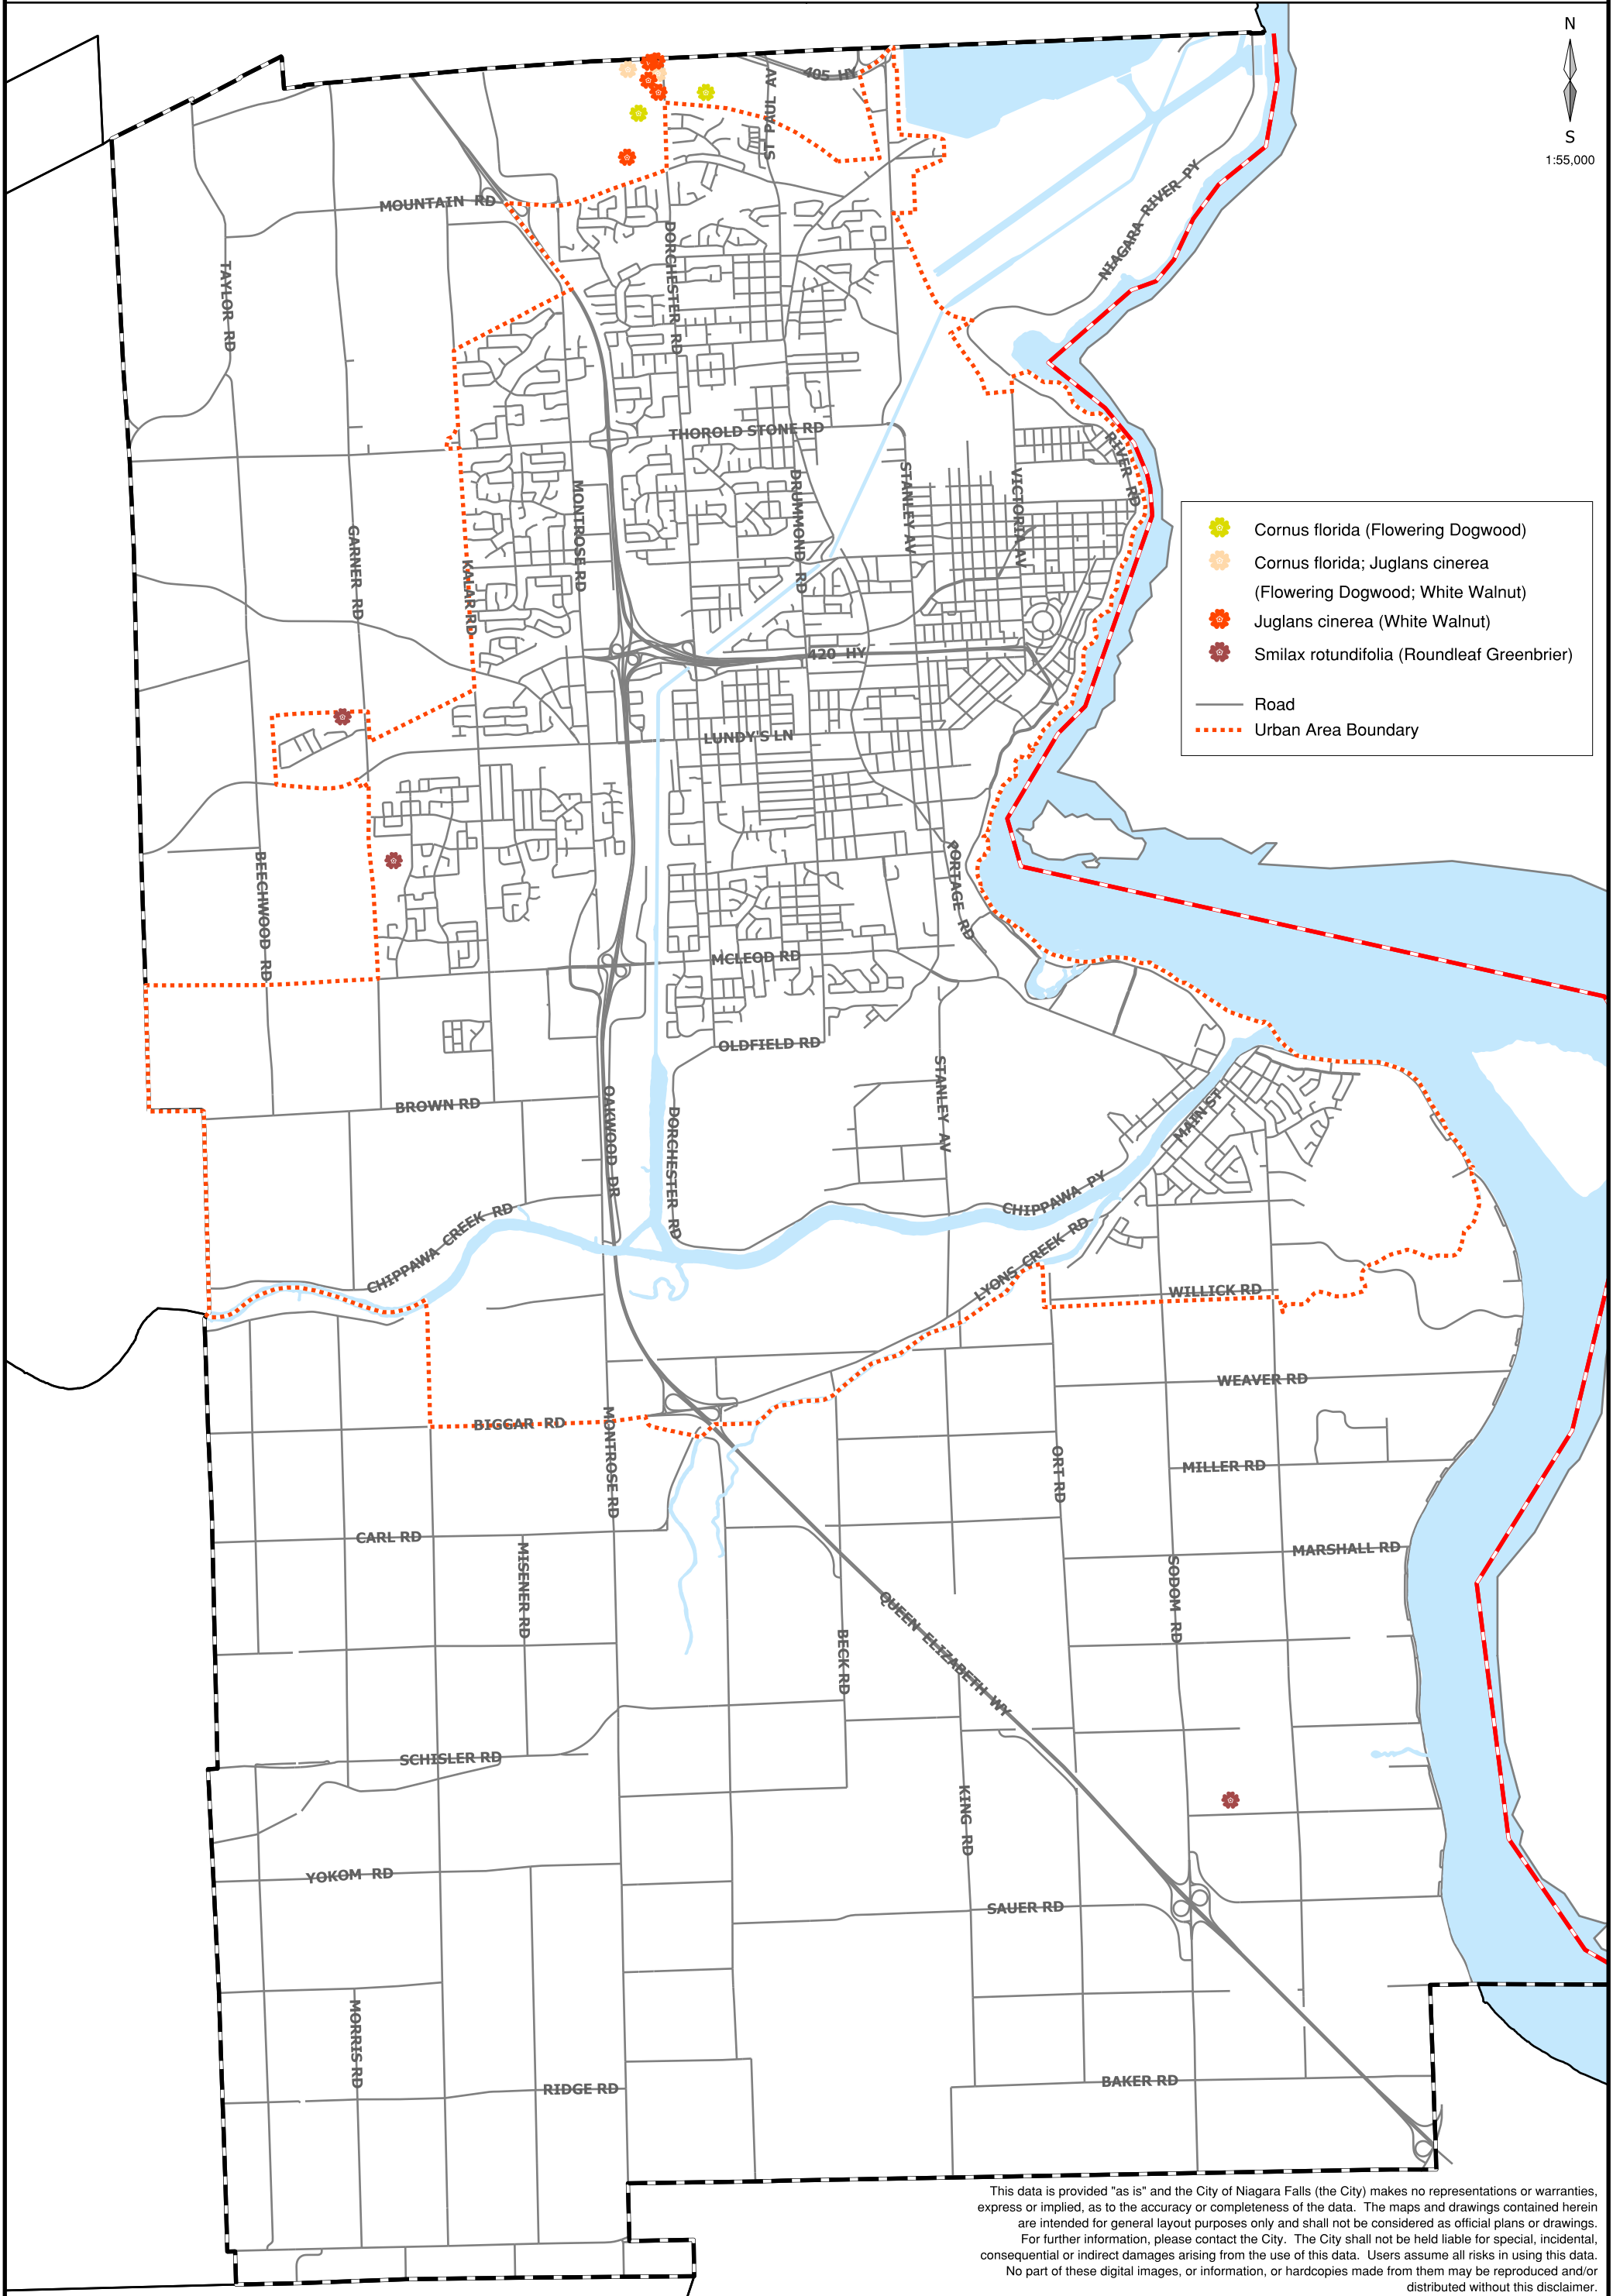 N
S
1:55,000
405 HY
ST PAUL AV
MOUNTAIN RD
NIAGARA RIVER PY
TAYLOR RD
DORCHESTER RD
THOROLD STONE RD
RIVER RD
STANLEY AV
VICTORIA AV
DRUMMOND RD
MONTROSE RD
GARNER RD
KALAR RD
Cornus florida (Flowering Dogwood)
Cornus florida; Juglans cinerea
(Flowering Dogwood; White Walnut)
Juglans cinerea (White Walnut)
Smilax rotundifolia (Roundleaf Greenbrier)
Road
Urban Area Boundary
420 HY
LUNDY'S LN
BEECHWOOD RD
PORTAGE RD
MCLEOD RD
OLDFIELD RD
STANLEY AV
BROWN RD
OAKWOOD DR
DORCHESTER RD
MAIN ST
CHIPPAWA PY
CHIPPAWA CREEK RD
LYONS CREEK RD
WILLICK RD
WEAVER RD
BIGGAR RD
MONTROSE RD
ORT RD
MILLER RD
CARL RD
MISENER RD
MARSHALL RD
SODOM RD
QUEEN ELIZABETH WY
BECK RD
SCHISLER RD
KING RD
YOKOM RD
SAUER RD
MORRIS RD
RIDGE RD
BAKER RD
This data is provided "as is" and the City of Niagara Falls (the City) makes no representations or warranties,
express or implied, as to the accuracy or completeness of the data. The maps and drawings contained herein
are intended for general layout purposes only and shall not be considered as official plans or drawings.
For further information, please contact the City. The City shall not be held liable for special, incidental,
consequential or indirect damages arising from the use of this data. Users assume all risks in using this data.
No part of these digital images, or information, or hardcopies made from them may be reproduced and/or
distributed without this disclaimer.